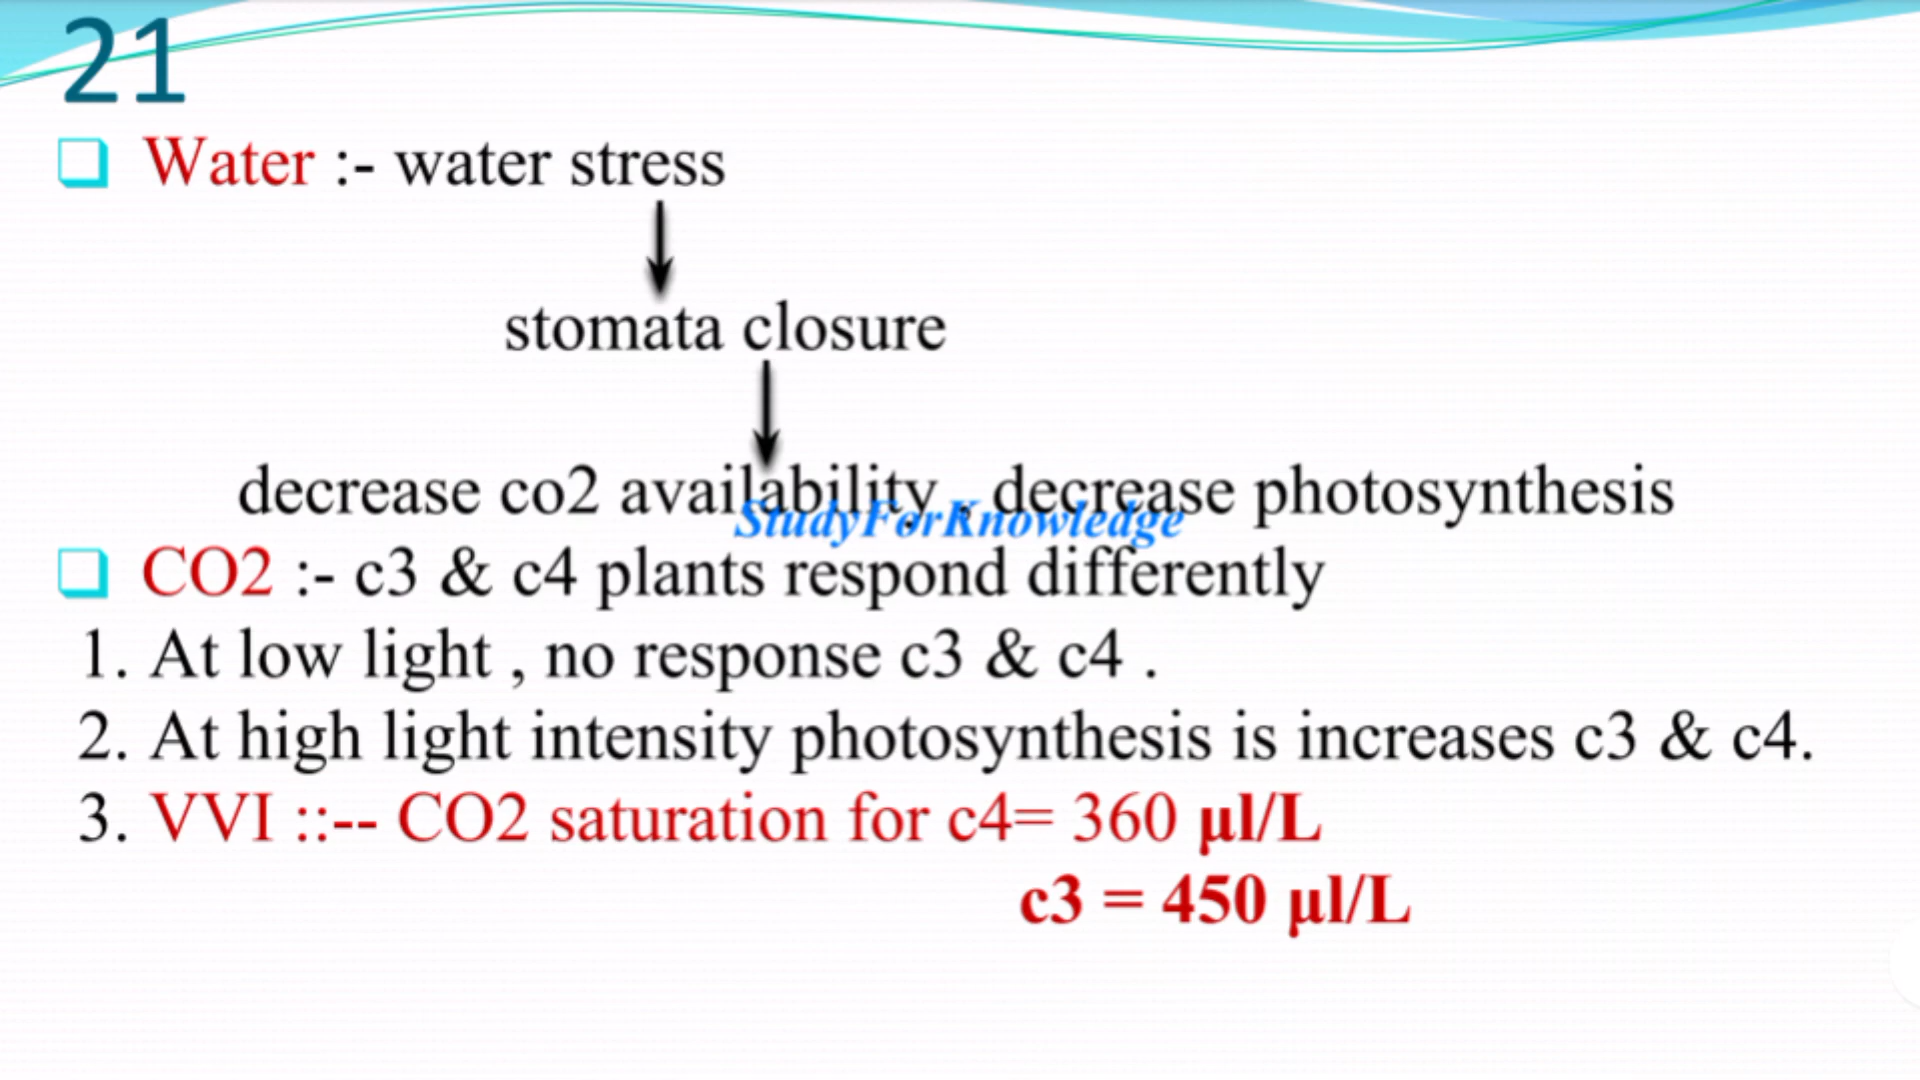 21
Water :- water stress
stomata closure
decrease co2 availability , decrease photosynthesis
StudyForKnowledge
CO2 :- c3 & c4 plants respond differently
1. At low light , no response c3 & c4 .
2. At high light intensity photosynthesis is increases c3 & c4.
3. VVI ::-- CO2 saturation for c4= 360 µl/L
c3 = 450 µl/L